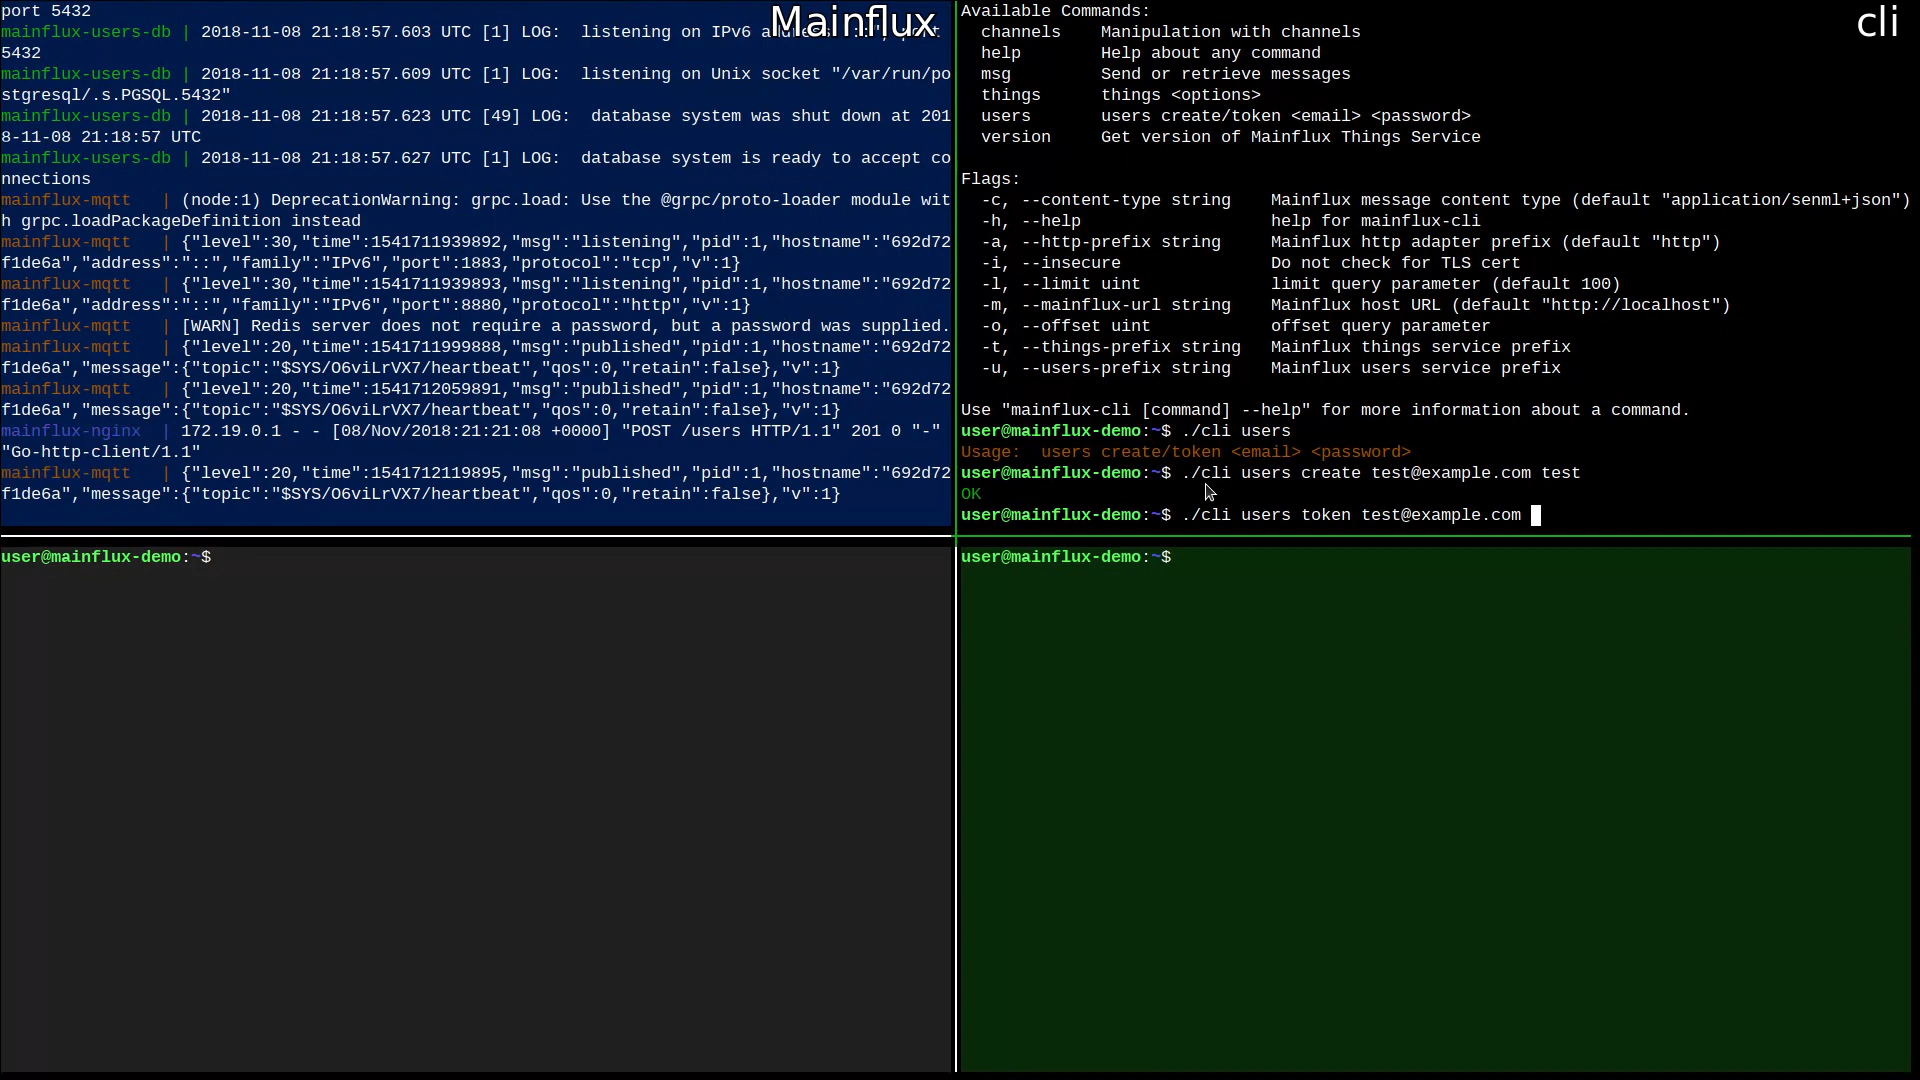 port 5432
Mainflux
mainflux-users-db | 2018-11-08 21:18:57.603 UTC [1] LOG:  listening on IPv6
5432
mainflux-users-db | 2018-11-08 21:18:57.609 UTC [1] LOG:  listening on Unix socket "/var/run/po
stgresql/.s.PGSQL.5432"
mainflux-users-db | 2018-11-08 21:18:57.623 UTC [49] LOG:  database system was shut down at 201
8-11-08 21:18:57 UTC
mainflux-users-db | 2018-11-08 21:18:57.627 UTC [1] LOG:  database system is ready to accept co
nnections
mainflux-mqtt   | (node:1) DeprecationWarning: grpc.load: Use the @grpc/proto-loader module wit
h grpc.loadPackageDefinition instead
mainflux-mqtt   | {"level":30,"time":1541711939892,"msg":"listening","pid":1,"hostname":"692d72
f1de6a","address":"::","family":"IPv6","port":1883,"protocol":"tcp","v":1}
mainflux-mqtt   | {"level":30,"time":1541711939893,"msg":"listening","pid":1,"hostname":"692d72
f1de6a","address":"::","family":"IPv6","port":8880,"protocol":"http","v":1}
mainflux-mqtt   | [WARN] Redis server does not require a password, but a password was supplied.
mainflux-mqtt   | {"level":20,"time":1541711999888,"msg":"published","pid":1,"hostname":"692d72
f1de6a","message":{"topic":"$SYS/O6viLrVX7/heartbeat","qos":0,"retain":false},"v":1}
mainflux-mqtt   | {"level":20,"time":1541712059891,"msg":"published","pid":1,"hostname":"692d72
f1de6a","message":{"topic":"$SYS/O6viLrVX7/heartbeat","qos":0,"retain":false},"v":1}
mainflux-nginx  | 172.19.0.1 - - [08/Nov/2018:21:21:08 +0000] "POST /users HTTP/1.1" 201 0 "-"
"Go-http-client/1.1"
mainflux-mqtt   | {"level":20,"time":1541712119895,"msg":"published","pid":1,"hostname":"692d72
f1de6a","message":{"topic":"$SYS/O6viLrVX7/heartbeat","qos":0,"retain":false},"v":1}
cli
Available Commands:
  channels    Manipulation with channels
  help        Help about any command
  msg         Send or retrieve messages
  things      things <options>
  users       users create/token <email> <password>
  version     Get version of Mainflux Things Service
Flags:
  -c, --content-type string    Mainflux message content type (default "application/senml+json")
  -h, --help                   help for mainflux-cli
  -a, --http-prefix string     Mainflux http adapter prefix (default "http")
  -i, --insecure               Do not check for TLS cert
  -l, --limit uint             limit query parameter (default 100)
  -m, --mainflux-url string    Mainflux host URL (default "http://localhost")
  -o, --offset uint            offset query parameter
  -t, --things-prefix string   Mainflux things service prefix
  -u, --users-prefix string    Mainflux users service prefix
Use "mainflux-cli [command] --help" for more information about a command.
user@mainflux-demo:~$ ./cli users
Usage:  users create/token <email> <password>
user@mainflux-demo:~$ ./cli users create test@example.com test
OK
user@mainflux-demo:~$ ./cli users token test@example.com
user@mainflux-demo:~$
user@mainflux-demo:~$